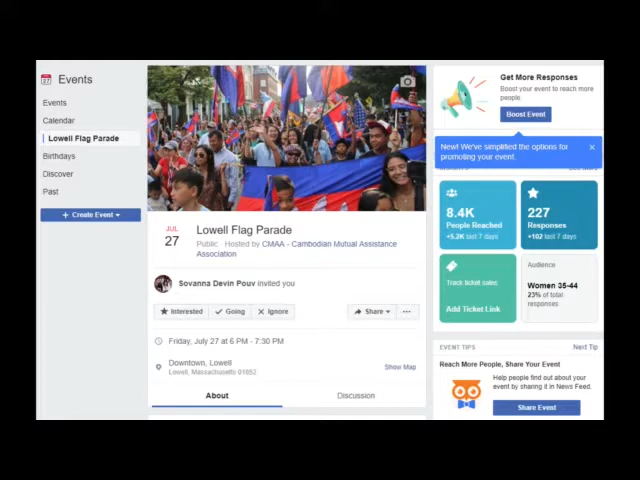 27
Events
Events
Calendar
Lowell Flag Parade
Birthdays
Discover
Past
+ Create Event
JUL
27
Lowell Flag Parade
Public · Hosted by CMAA - Cambodian Mutual Assistance
Association
Sovanna Devin Pouv invited you
Interested
Going
Ignore
Share
Friday, July 27 at 6 PM - 7:30 PM
Downtown, Lowell
Lowell, Massachusetts 01852
Show Map
About
Discussion
Get More Responses
Boost your event to reach more
people.
Boost Event
New! We've simplified the options for
promoting your event.
8.4K
People Reached
+5.2K last 7 days
227
Responses
+102 last 7 days
Track ticket sales
Add Ticket Link
Audience
Women 35-44
23% of total
responses
EVENT TIPS
Next Tip
Reach More People, Share Your Event
Help people find out about your
event by sharing it in News Feed.
Share Event